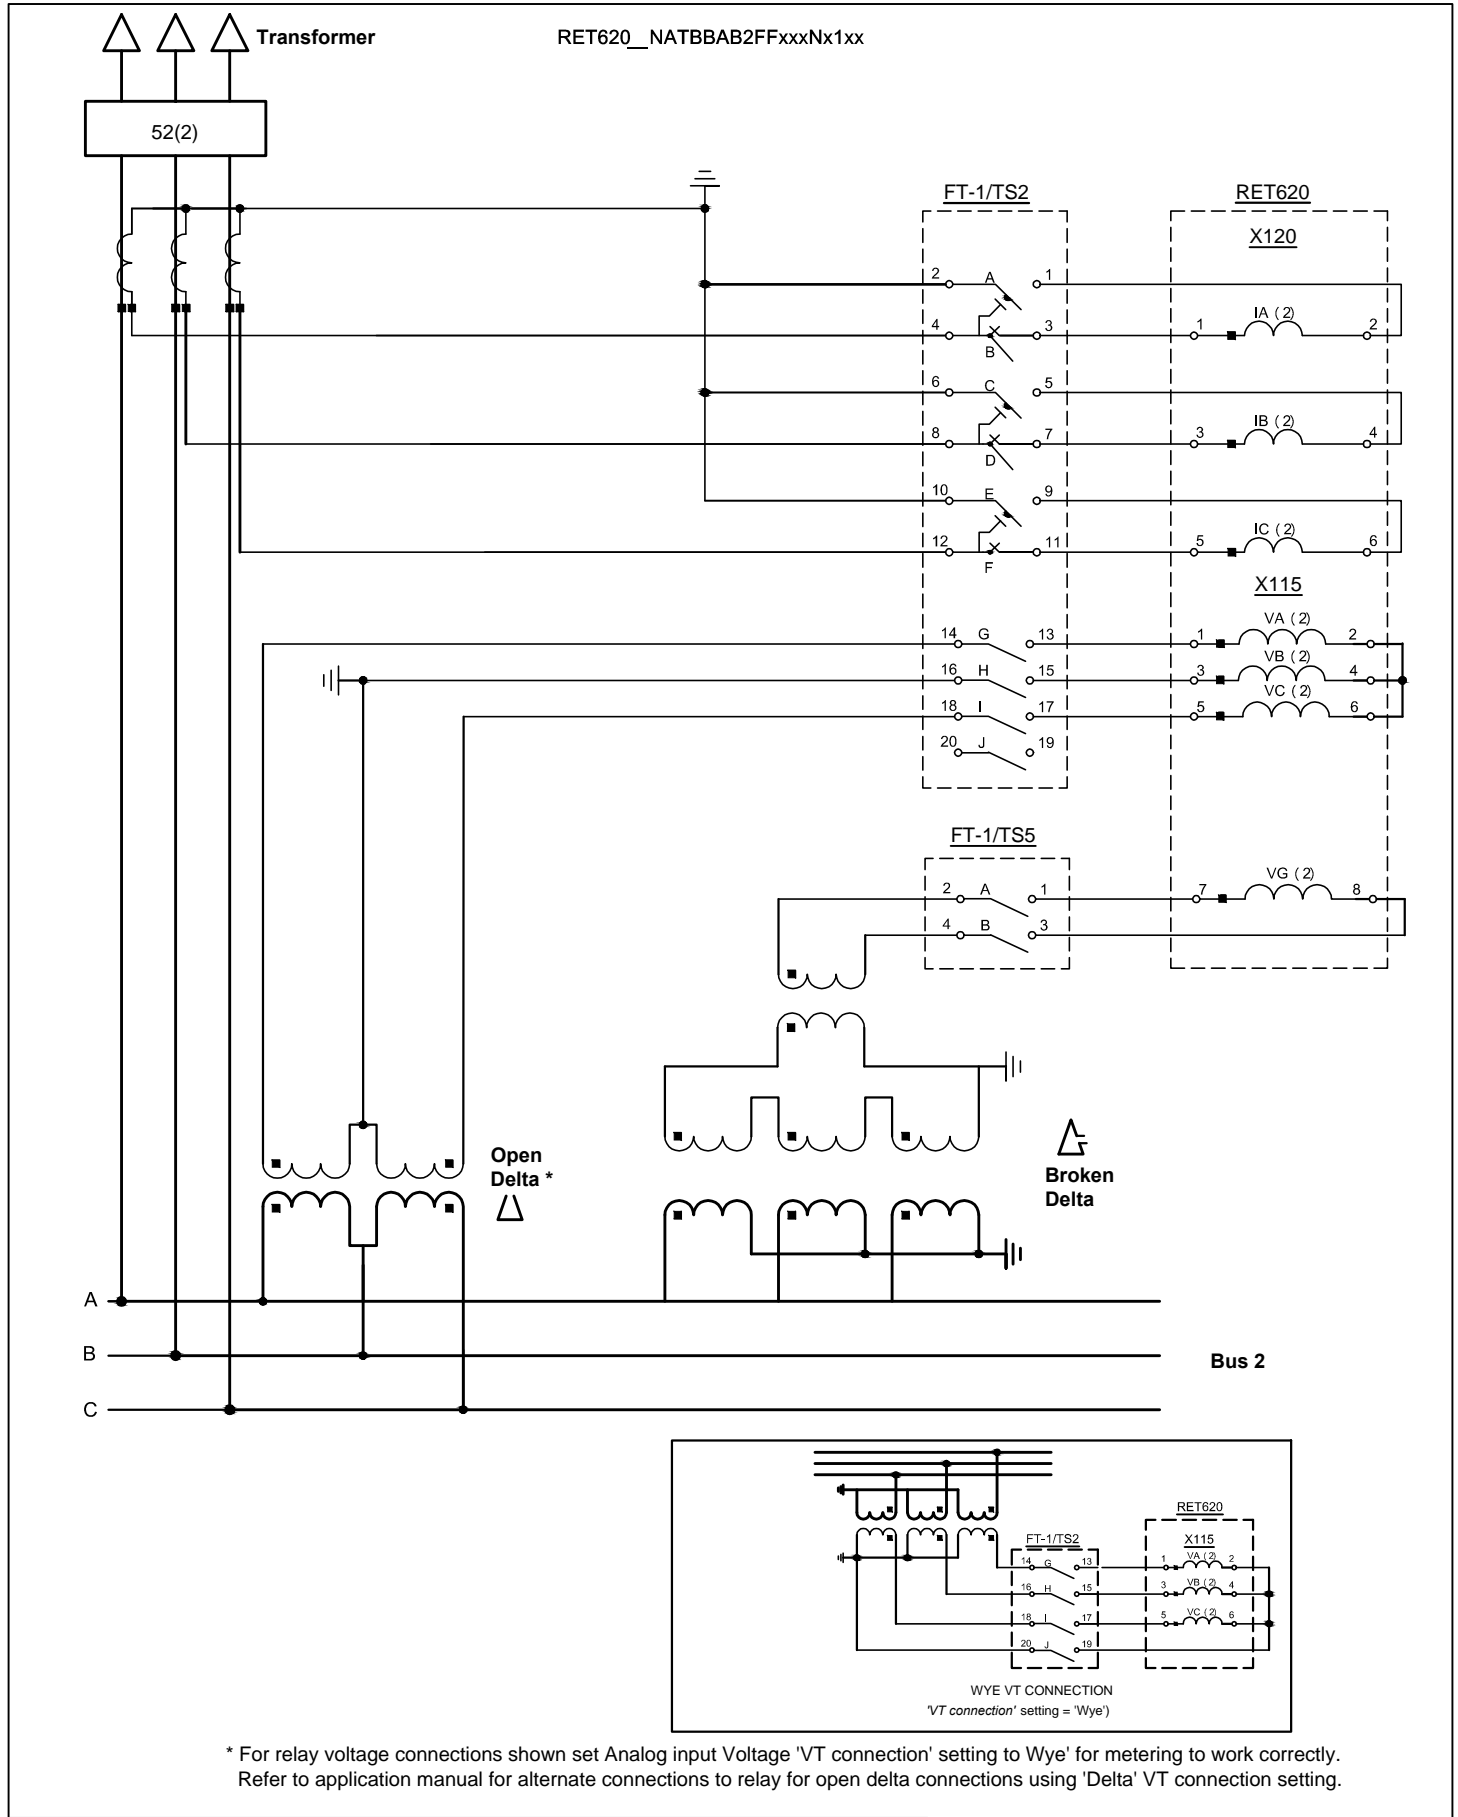 Transformer RET620__NATBBAB2FFxxxNx1xx
52(2)
FT-1/TS2 RET620
X120
2 A 1
IA (2)
4 3 1 2
B
6 C 5
IB (2)
8 7 3 4
D
10 E 9
IC (2)
12 11 5 6
F
X115
VA (2)
14 G 13 1 2
VB (2)
16 H 15 3 4
VC (2)
18 I 17 5 6
20 J 19
FT-1/TS5
VG (2)
2 A 1 7 8
4 B 3
Open
Delta *
Broken
Delta
A
B
Bus 2
C
RET620
FT-1/TS2 X115
VA (2)
14 G 13 1 2
VB (2)
16 H 15 3 4
VC (2)
18 I 17 5 6
20 J 19
WYE VT CONNECTION
'VT connection' setting = 'Wye')
* For relay voltage connections shown set Analog input Voltage 'VT connection' setting to Wye' for metering to work correctly.
Refer to application manual for alternate connections to relay for open delta connections using 'Delta' VT connection setting.